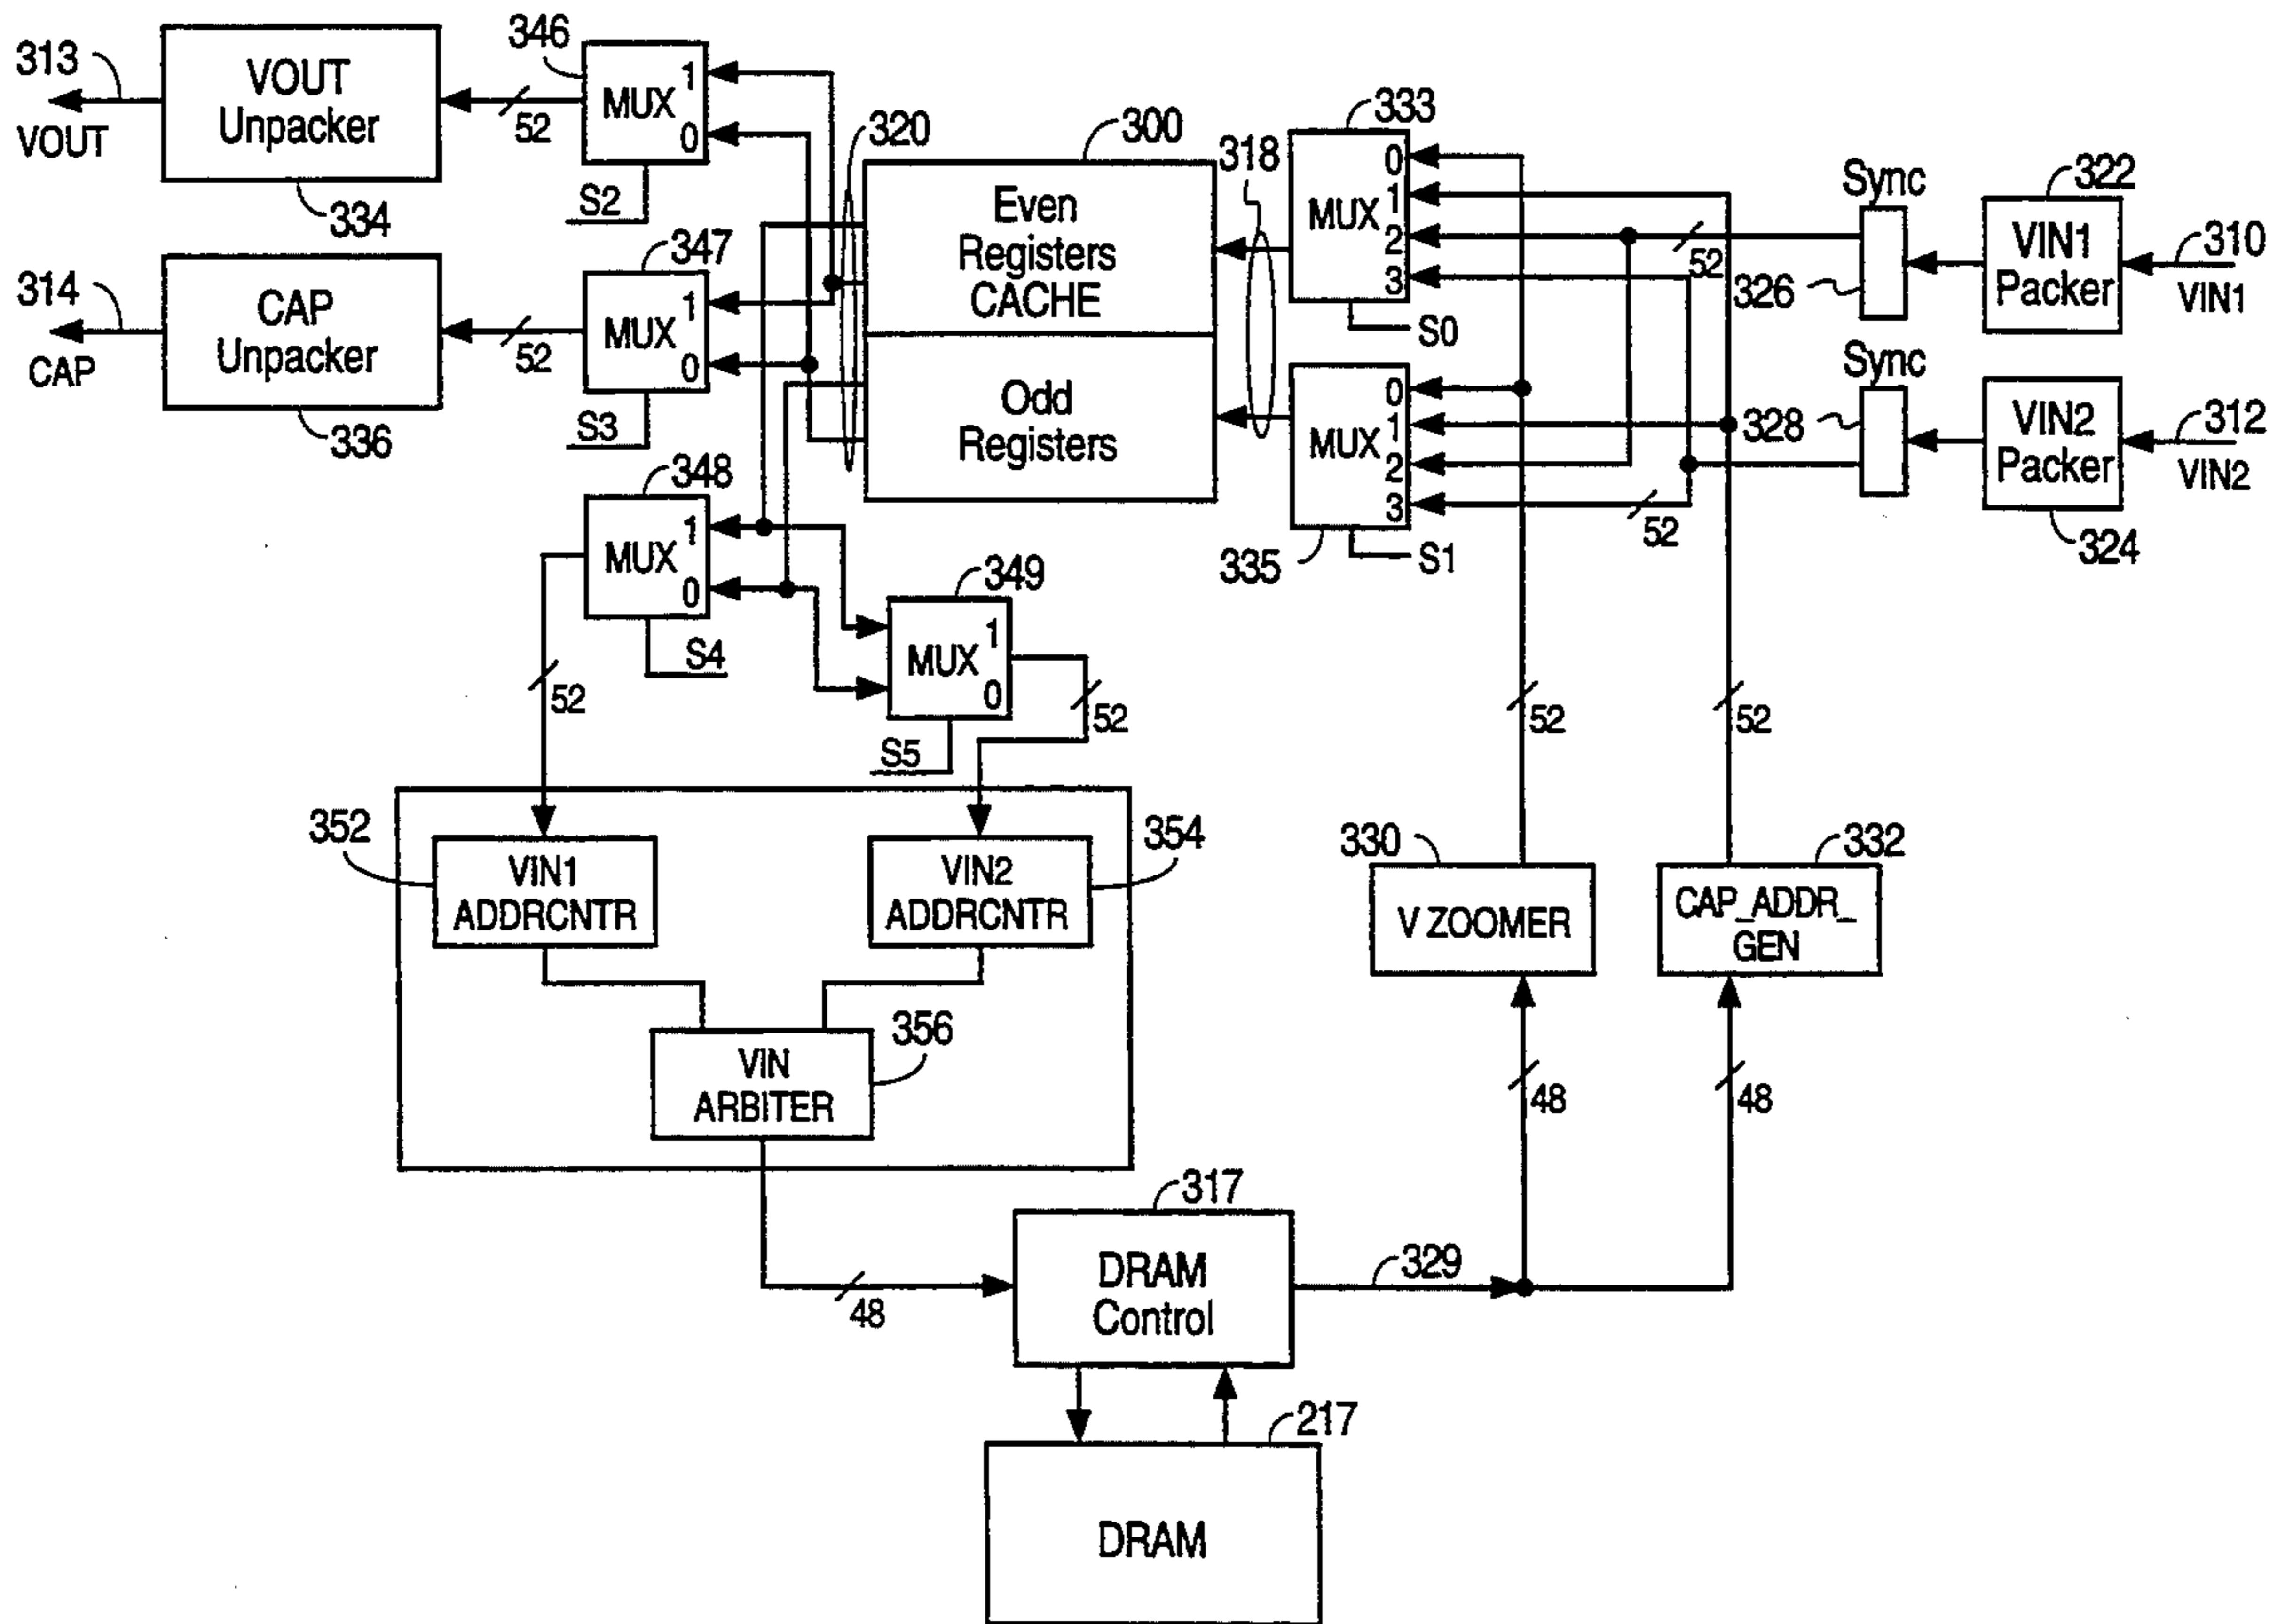 313
VOUT
VOUT
Unpacker
334
52
346
MUX
1
0
S2
314
CAP
CAP
Unpacker
336
52
347
MUX
1
0
S3
320
300
Even
Registers
CACHE
Odd
Registers
318
333
MUX
0
1
2
3
S0
335
MUX
0
1
2
3
S1
52
52
Sync
326
322
VIN1
Packer
310
VIN1
Sync
328
VIN2
Packer
324
312
VIN2
348
MUX
1
0
S4
52
349
MUX
1
0
S5
52
352
VIN1
ADDRCNTR
354
VIN2
ADDRCNTR
356
VIN
ARBITER
48
52
52
330
V ZOOMER
332
CAP_ADDR_
GEN
48
48
317
DRAM
Control
329
217
DRAM